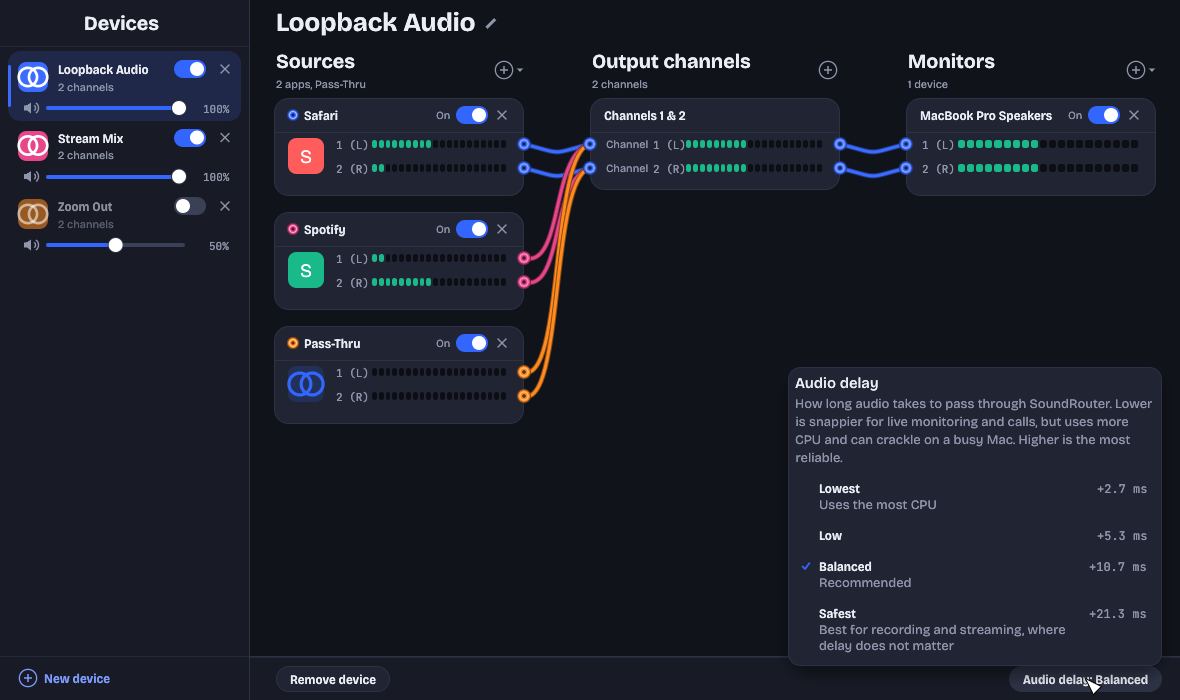 Devices
Loopback Audio
2 channels
100%
Stream Mix
2 channels
100%
Zoom Out
2 channels
50%
New device
Loopback Audio
Sources
2 apps, Pass-Thru
Safari
On
S
1 (L)
2 (R)
Spotify
On
S
1 (L)
2 (R)
Pass-Thru
On
1 (L)
2 (R)
Output channels
2 channels
Channels 1 & 2
Channel 1 (L)
Channel 2 (R)
Monitors
1 device
MacBook Pro Speakers
On
1 (L)
2 (R)
Audio delay
How long audio takes to pass through SoundRouter. Lower
is snappier for live monitoring and calls, but uses more
CPU and can crackle on a busy Mac. Higher is the most
reliable.
Lowest +2.7 ms
Uses the most CPU
Low +5.3 ms
Balanced +10.7 ms
Recommended
Safest +21.3 ms
Best for recording and streaming, where
delay does not matter
Remove device
Audio delay: Balanced